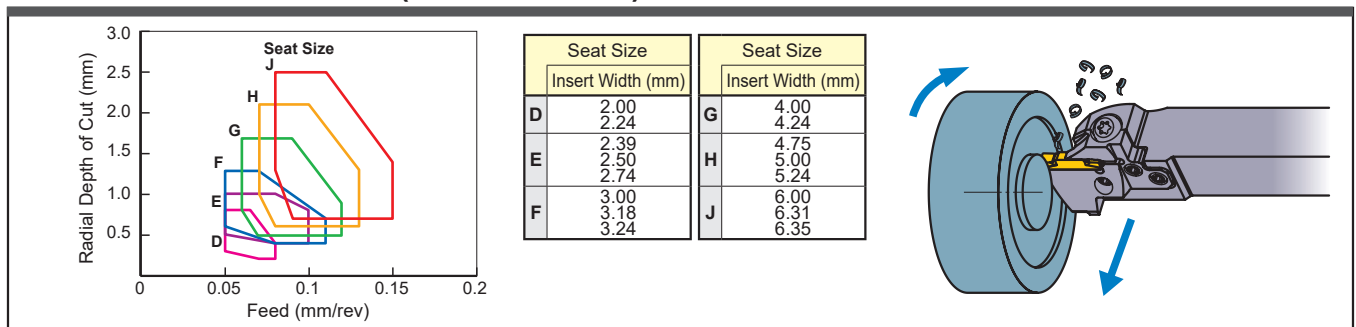 3.0
2.5
2.0
1.5
1.0
0.5
Radial Depth of Cut (mm)
Seat Size
J
H
G
F
E
D
0 0.05 0.1 0.15 0.2
Feed (mm/rev)
Seat Size
Insert Width (mm)
D
2.00
2.24
E
2.39
2.50
2.74
F
3.00
3.18
3.24
Seat Size
Insert Width (mm)
G
4.00
4.24
H
4.75
5.00
5.24
J
6.00
6.31
6.35